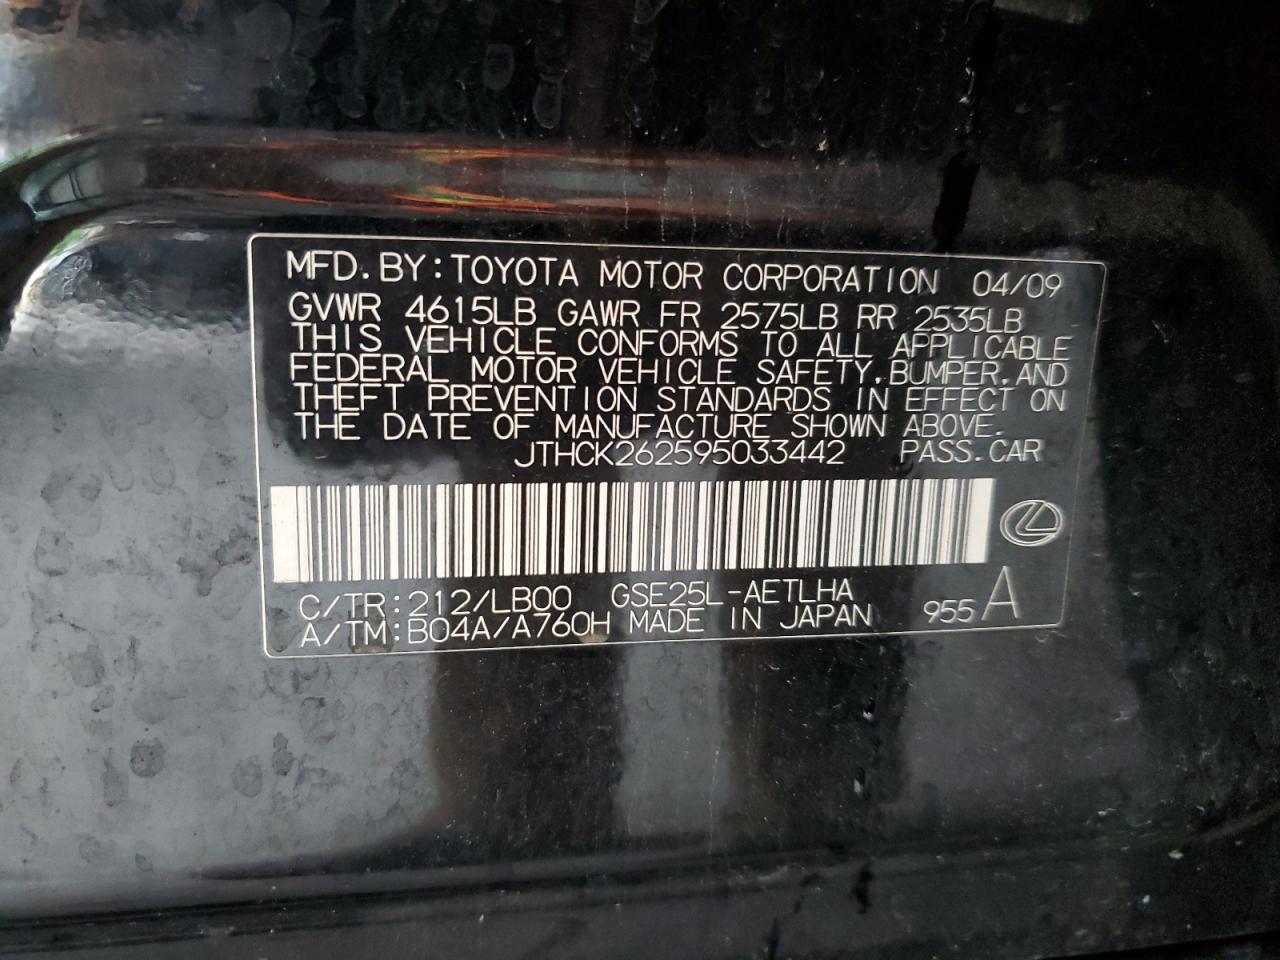 MFD. BY: TOYOTA MOTOR CORPORATION 04/09
GVWR 4615LB GAWR FR 2575LB RR 2535LB
THIS VEHICLE CONFORMS TO ALL APPLICABLE
FEDERAL MOTOR VEHICLE SAFETY, BUMPER, AND
THEFT PREVENTION STANDARDS IN EFFECT ON
THE DATE OF MANUFACTURE SHOWN ABOVE.
JTHCK262595033442 PASS. CAR
C/TR: 212/LB00 GSE25L-AETLHA
A/TM: B04A/A760H MADE IN JAPAN 955 A